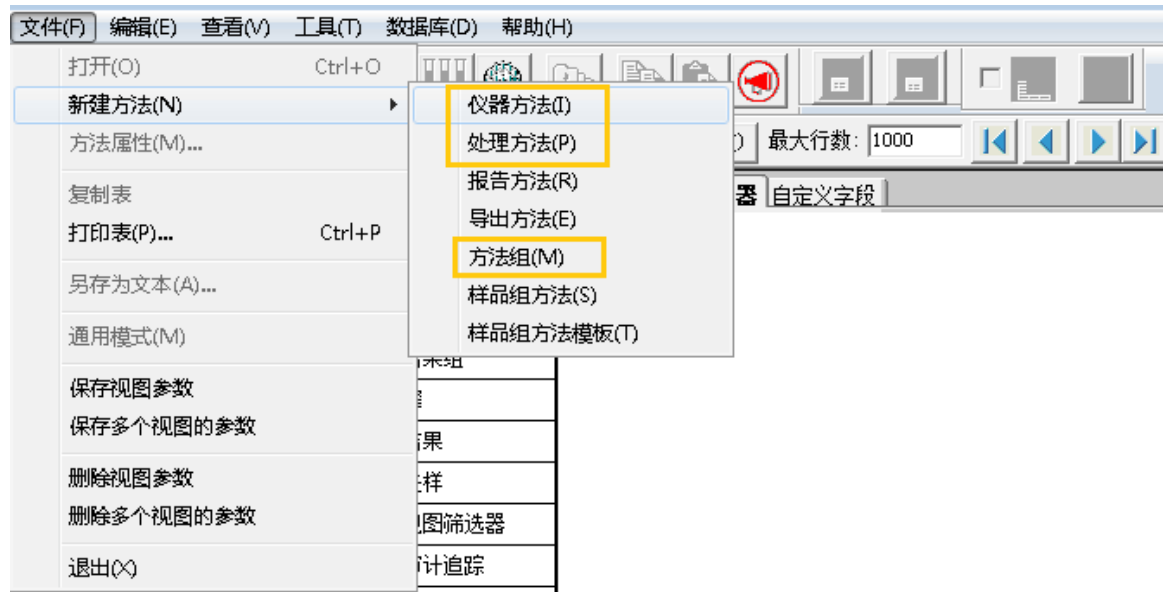 文件(F) 编辑(E) 查看(V) 工具(T) 数据库(D) 帮助(H)
打开(O) Ctrl+O
新建方法(N)
方法属性(M)...
复制表
打印表(P)... Ctrl+P
另存为文本(A)...
通用模式(M)
保存视图参数
保存多个视图的参数
删除视图参数
删除多个视图的参数
退出(X)
仪器方法(I)
处理方法(P)
报告方法(R)
导出方法(E)
方法组(M)
样品组方法(S)
样品组方法模板(T)
最大行数: 1000
器 自定义字段
果组
果
样
图筛选器
计追踪